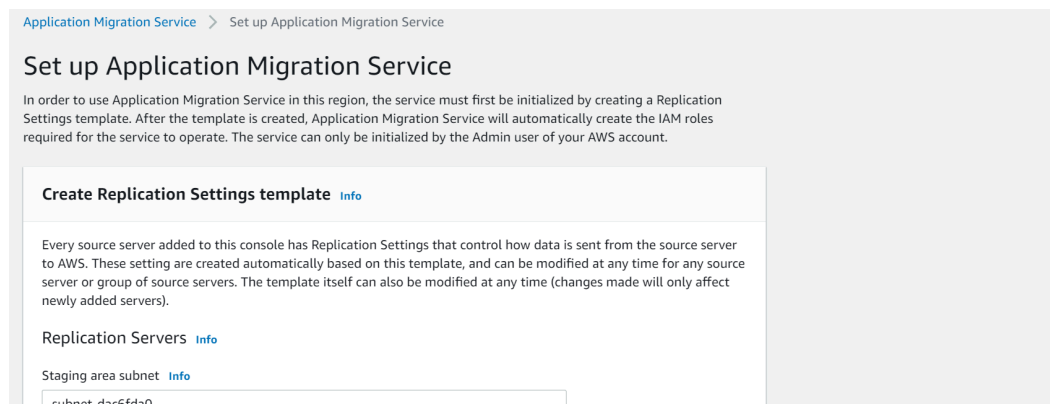 Application Migration Service > Set up Application Migration Service
Set up Application Migration Service
In order to use Application Migration Service in this region, the service must first be initialized by creating a Replication
Settings template. After the template is created, Application Migration Service will automatically create the IAM roles
required for the service to operate. The service can only be initialized by the Admin user of your AWS account.
Create Replication Settings template Info
Every source server added to this console has Replication Settings that control how data is sent from the source server
to AWS. These setting are created automatically based on this template, and can be modified at any time for any source
server or group of source servers. The template itself can also be modified at any time (changes made will only affect
newly added servers).
Replication Servers Info
Staging area subnet Info
subnet-dac6fda0